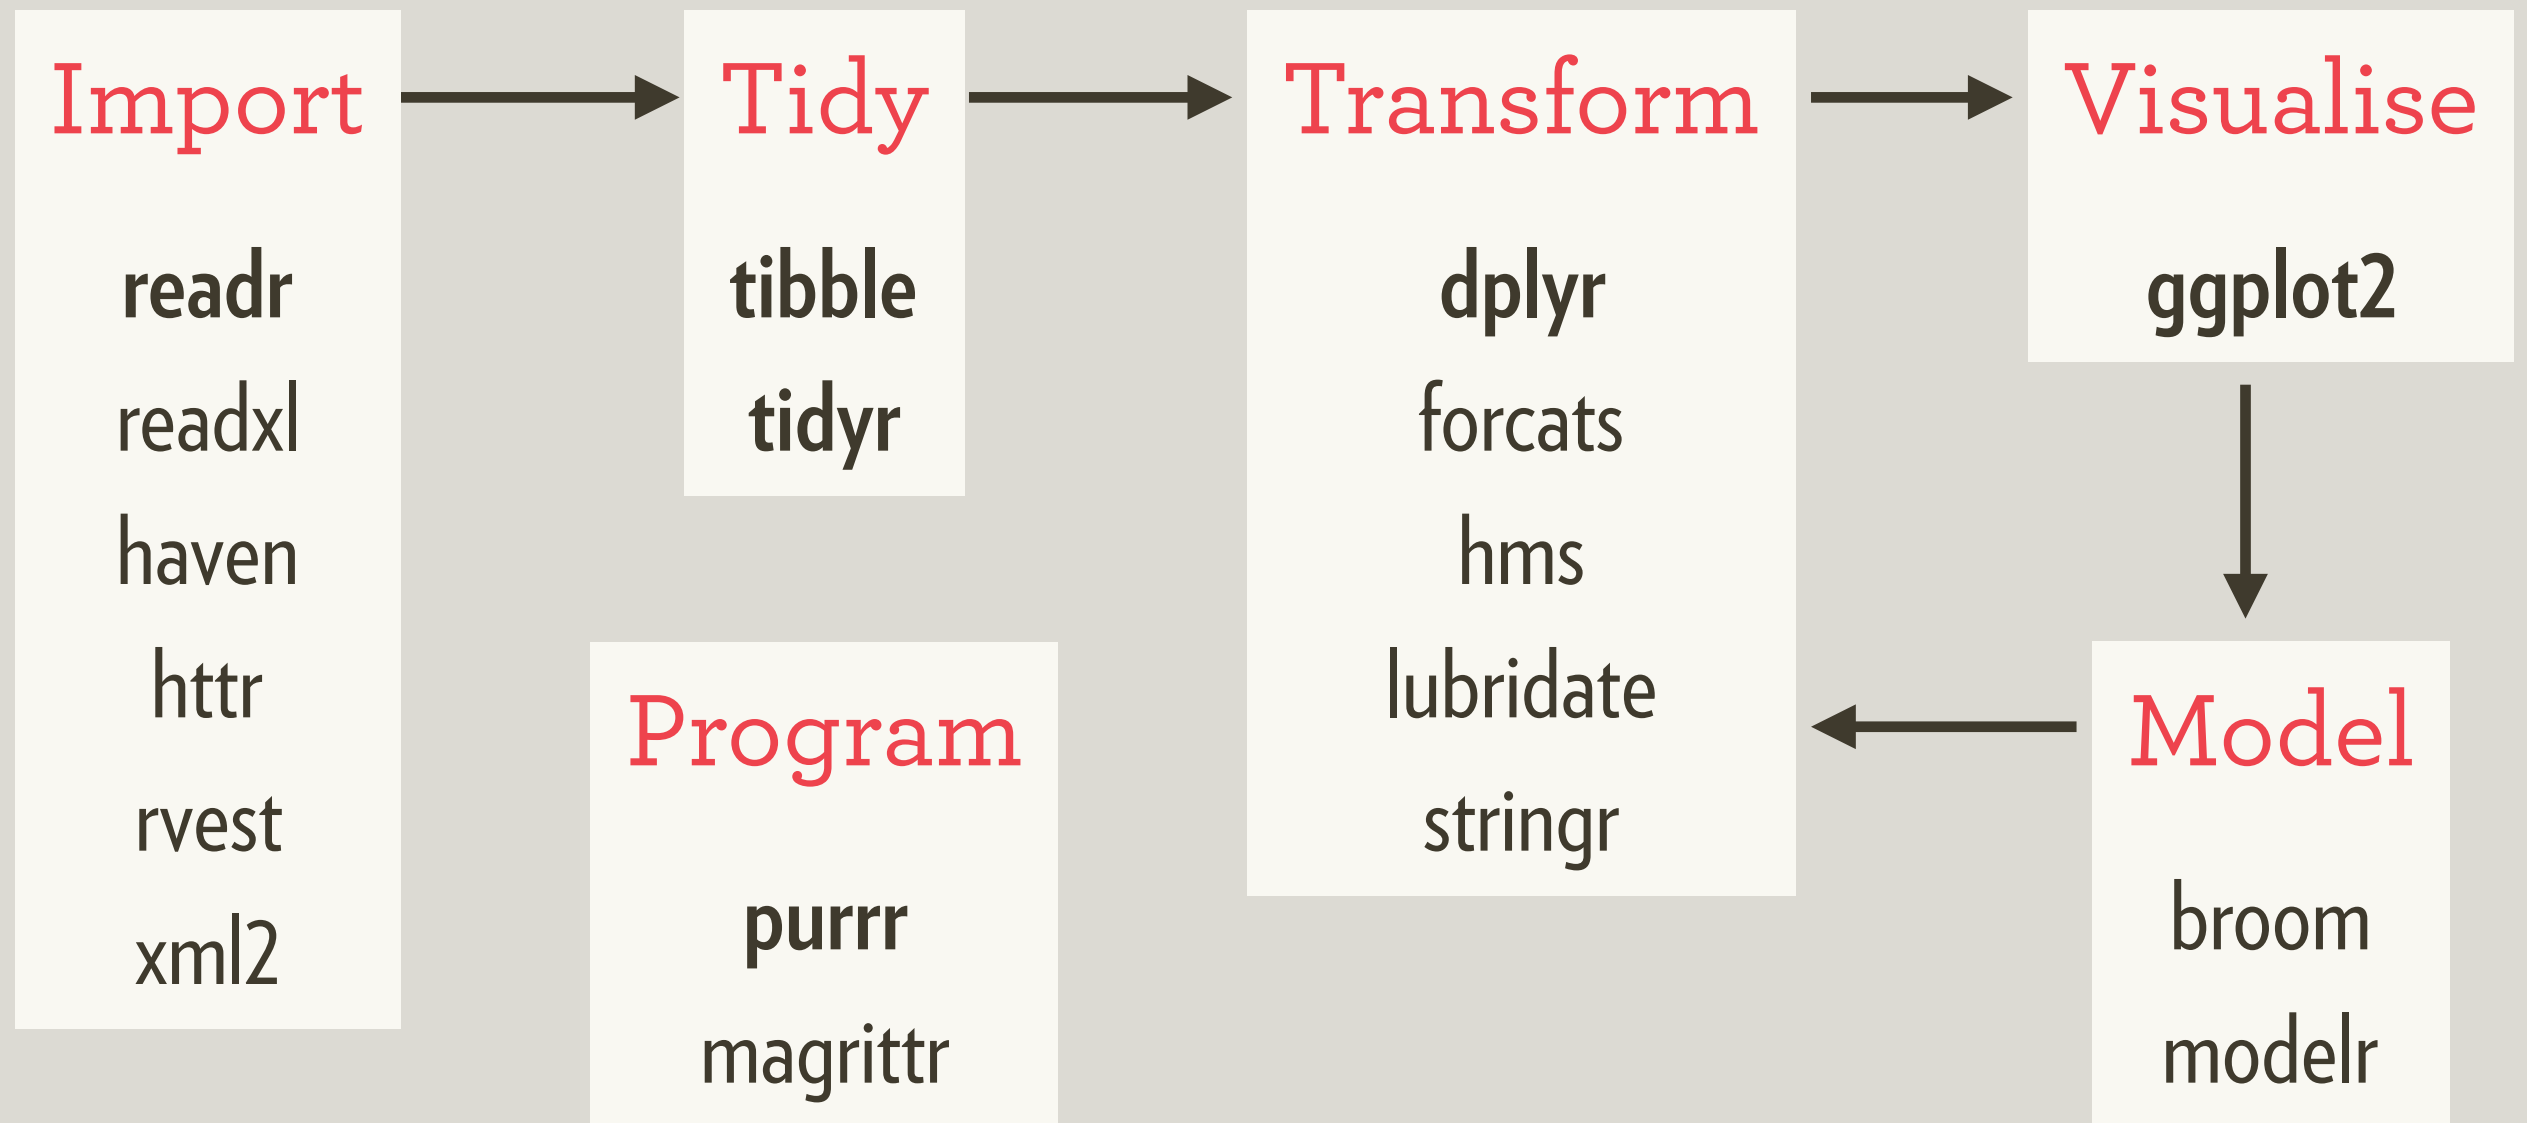 Import
readr
readxl
haven
httr
rvest
xml2
Tidy
tibble
tidyr
Program
purrr
magrittr
Transform
dplyr
forcats
hms
lubridate
stringr
Visualise
ggplot2
Model
broom
modelr